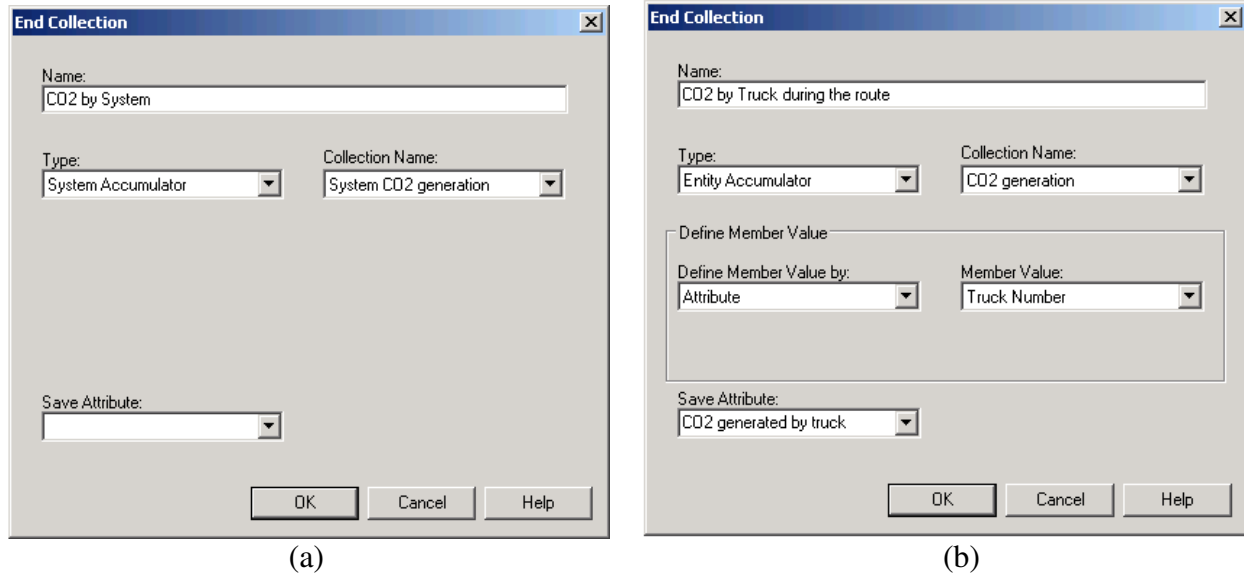 End Collection
Name:
CO2 by System
Type:
Collection Name:
System Accumulator
System CO2 generation
Save Attribute:
OK
Cancel
Help
(a)
End Collection
Name:
CO2 by Truck during the route
Type:
Collection Name:
Entity Accumulator
CO2 generation
Define Member Value
Define Member Value by:
Member Value:
Attribute
Truck Number
Save Attribute:
CO2 generated by truck
OK
Cancel
Help
(b)